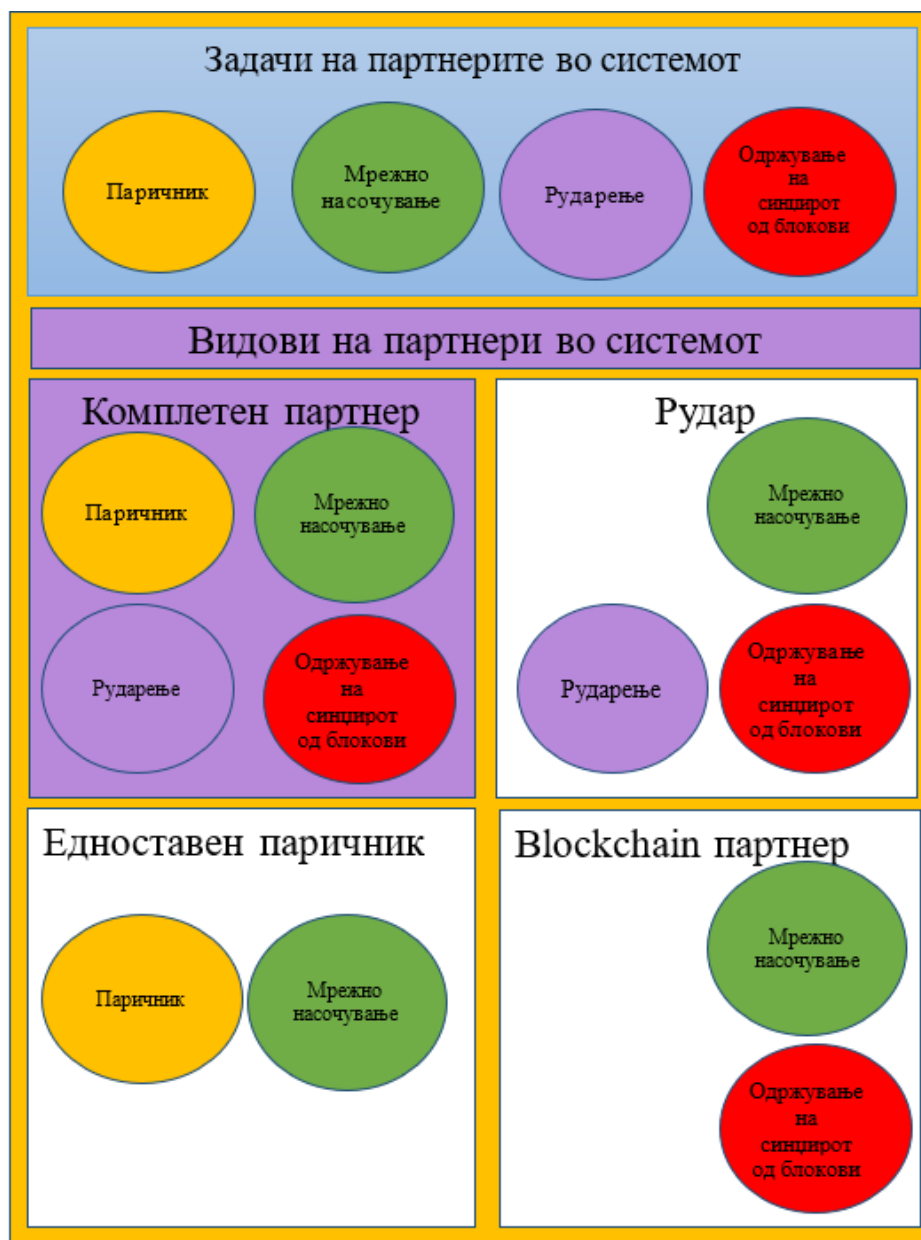 Задачи на партнерите во системот
Паричник
Мрежно
насочување
Рударење
Одржување
на
синџирот
од блокови
Видови на партнери во системот
Комплетен партнер
Паричник
Мрежно
насочување
Рударење
Одржување
на
синџирот
од блокови
Рудар
Мрежно
насочување
Рударење
Одржување
на
синџирот
од блокови
Едноставен паричник
Паричник
Мрежно
насочување
Blockchain партнер
Мрежно
насочување
Одржување
на
синџирот
од блокови